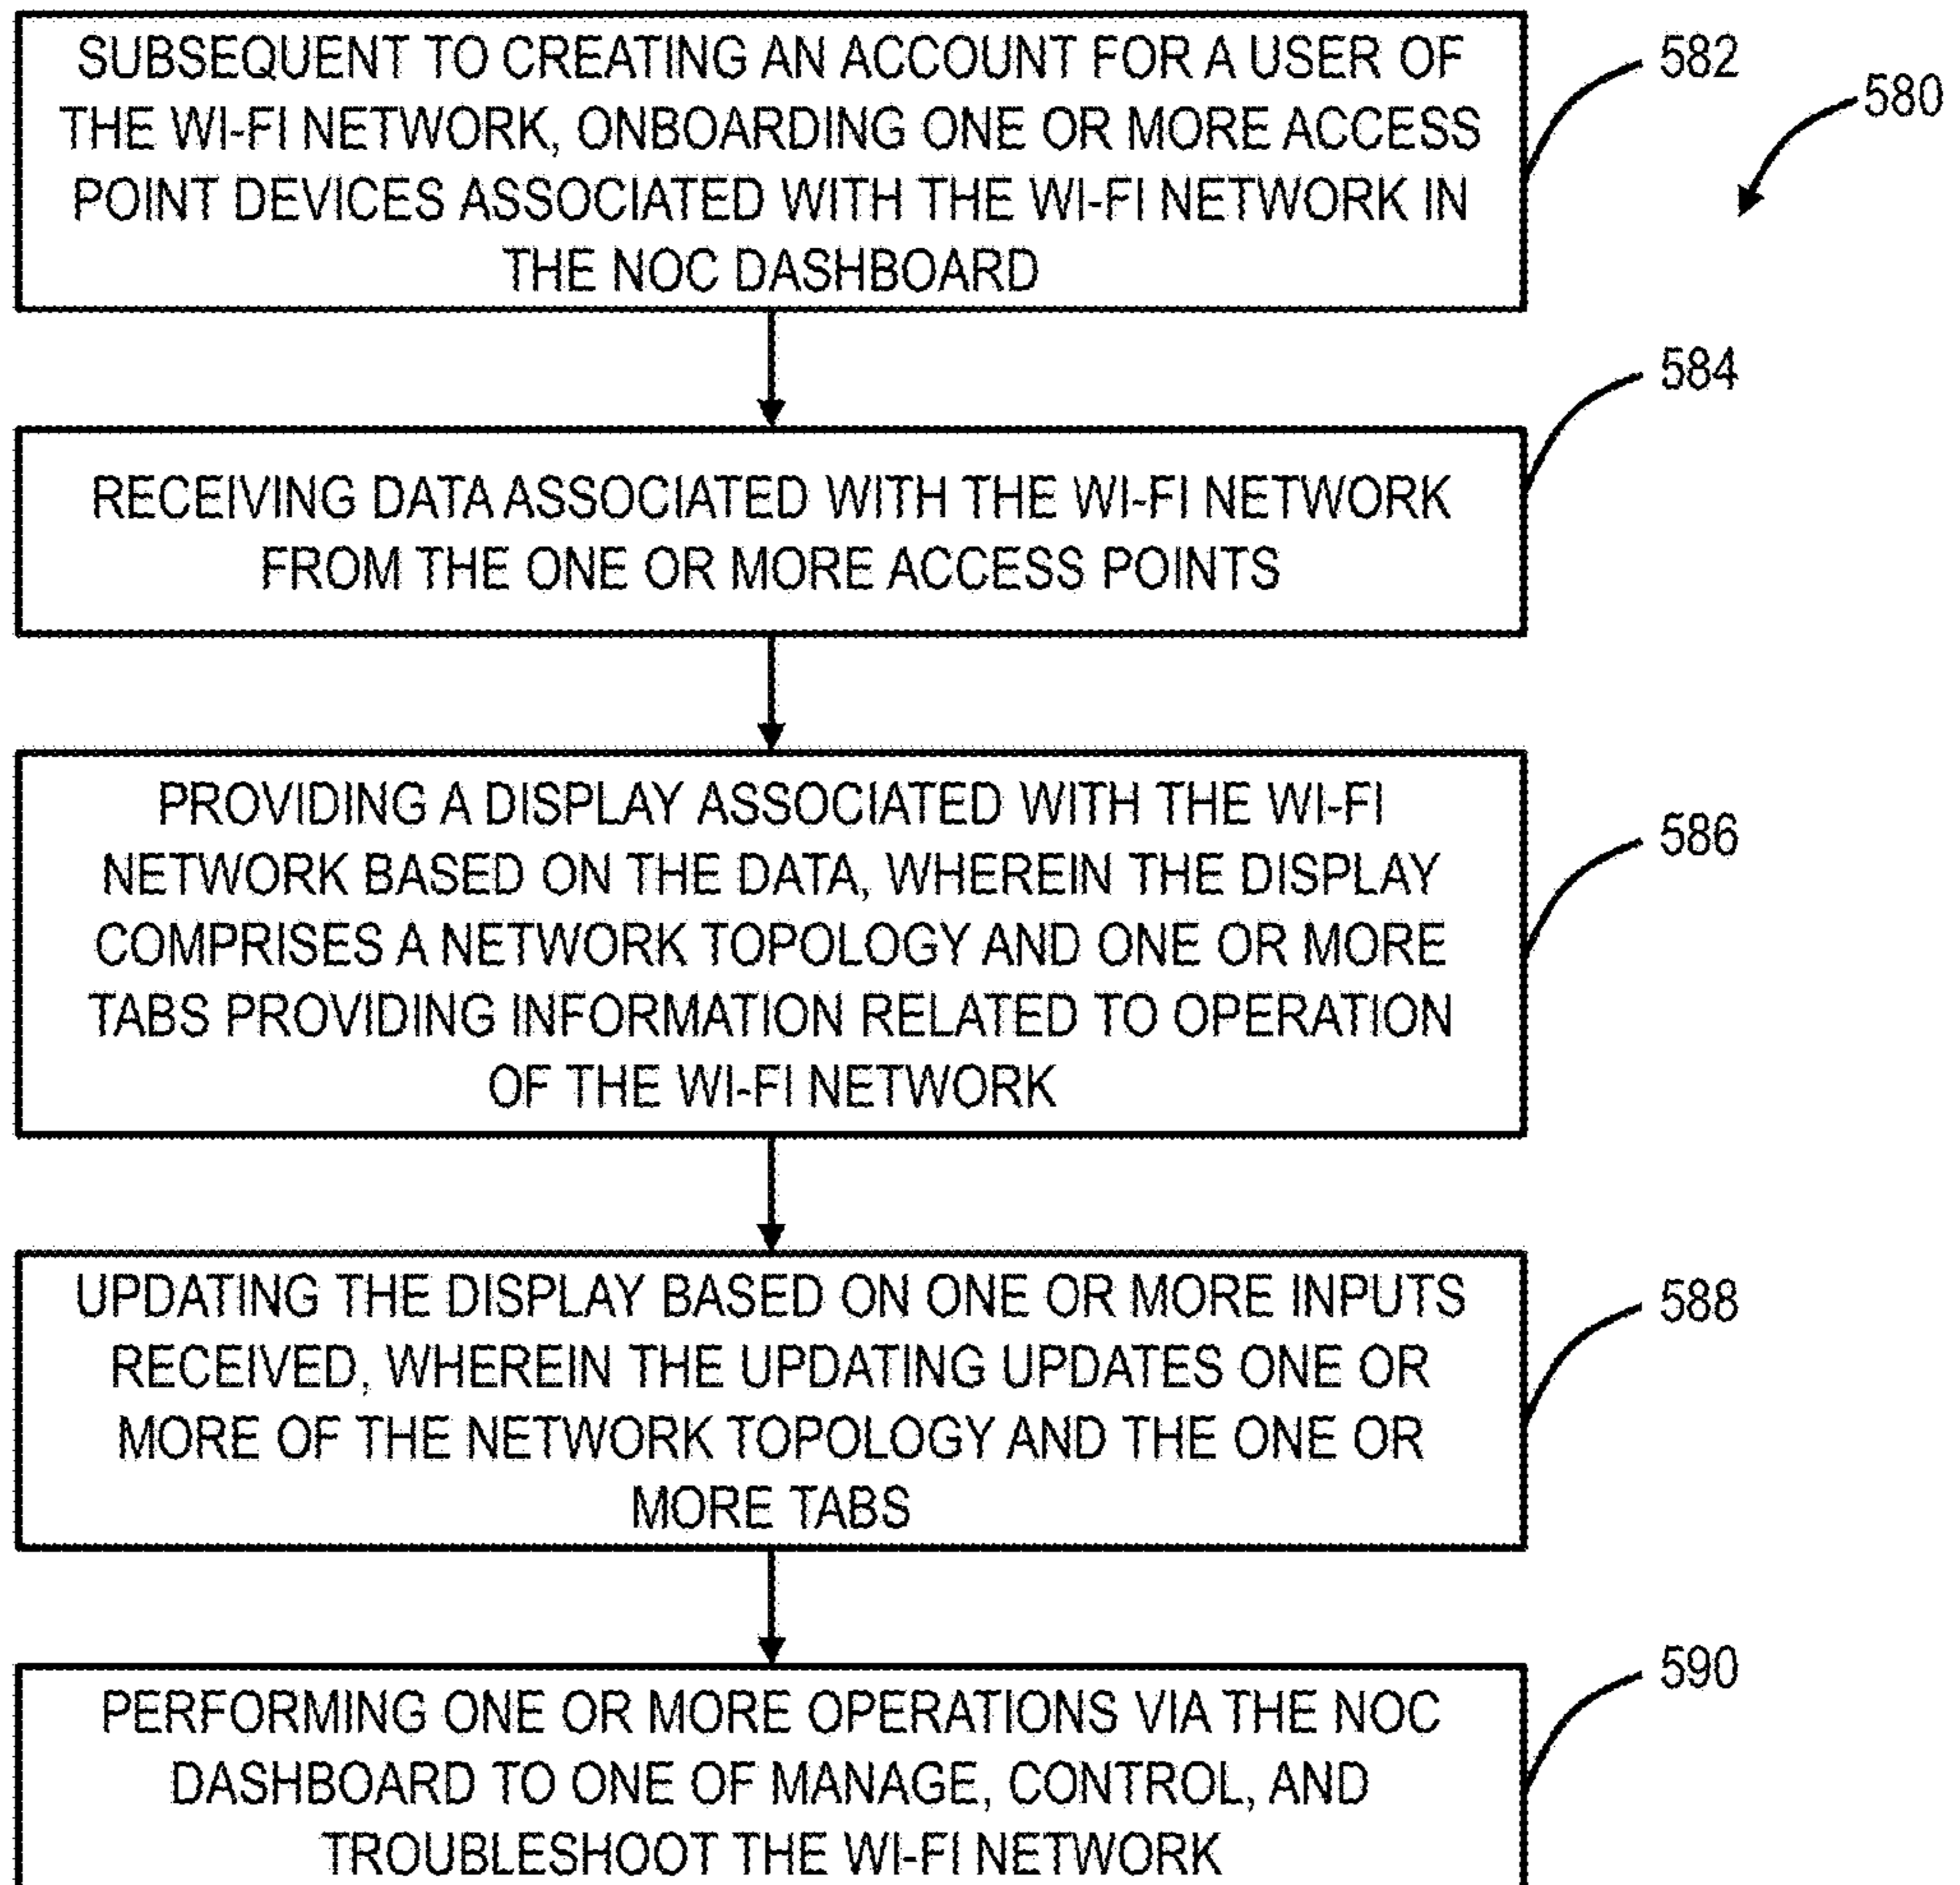 SUBSEQUENT TO CREATING AN ACCOUNT FOR A USER OF
THE WI-FI NETWORK, ONBOARDING ONE OR MORE ACCESS
POINT DEVICES ASSOCIATED WITH THE WI-FI NETWORK IN
THE NOC DASHBOARD
582
580
RECEIVING DATA ASSOCIATED WITH THE WI-FI NETWORK
FROM THE ONE OR MORE ACCESS POINTS
584
PROVIDING A DISPLAY ASSOCIATED WITH THE WI-FI
NETWORK BASED ON THE DATA, WHEREIN THE DISPLAY
COMPRISES A NETWORK TOPOLOGY AND ONE OR MORE
TABS PROVIDING INFORMATION RELATED TO OPERATION
OF THE WI-FI NETWORK
586
UPDATING THE DISPLAY BASED ON ONE OR MORE INPUTS
RECEIVED, WHEREIN THE UPDATING UPDATES ONE OR
MORE OF THE NETWORK TOPOLOGY AND THE ONE OR
MORE TABS
588
PERFORMING ONE OR MORE OPERATIONS VIA THE NOC
DASHBOARD TO ONE OF MANAGE, CONTROL, AND
TROUBLESHOOT THE WI-FI NETWORK
590